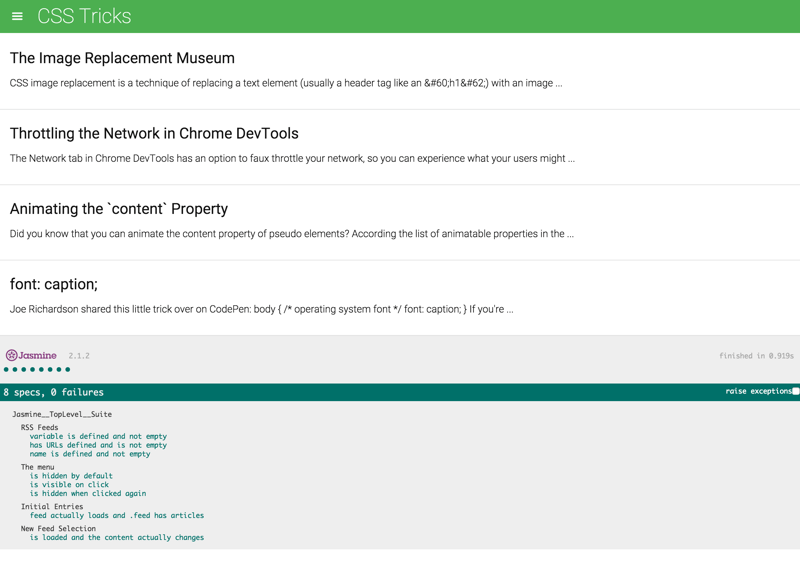 CSS Tricks
The Image Replacement Museum
CSS image replacement is a technique of replacing a text element (usually a header tag like an &#60;h1&#62;) with an image ...
Throttling the Network in Chrome DevTools
The Network tab in Chrome DevTools has an option to faux throttle your network, so you can experience what your users might ...
Animating the `content` Property
Did you know that you can animate the content property of pseudo elements? According the list of animatable properties in the ...
font: caption;
Joe Richardson shared this little trick over on CodePen: body { /* operating system font */ font: caption; } If you're ...
Jasmine 2.1.2 finished in 0.919s
8 specs, 0 failures raise exceptions
Jasmine__TopLevel__Suite
RSS Feeds
variable is defined and not empty
has URLs defined and is not empty
name is defined and not empty
The menu
is hidden by default
is visible on click
is hidden when clicked again
Initial Entries
feed actually loads and .feed has articles
New Feed Selection
is loaded and the content actually changes